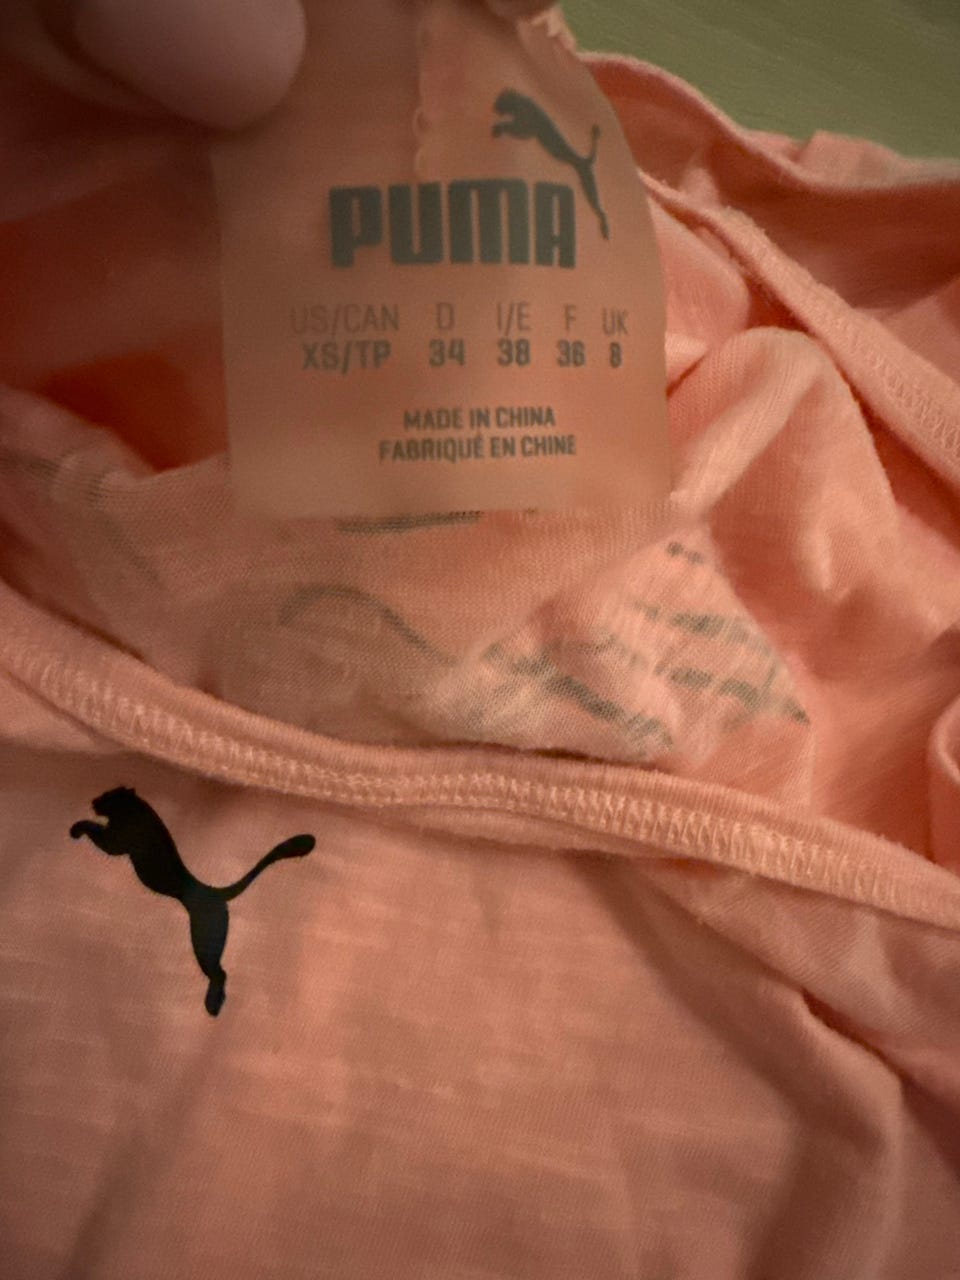 PUMA
US/CAN D I/E F UK
XS/TP 34 38 36 8
MADE IN CHINA
FABRIQUÉ EN CHINE